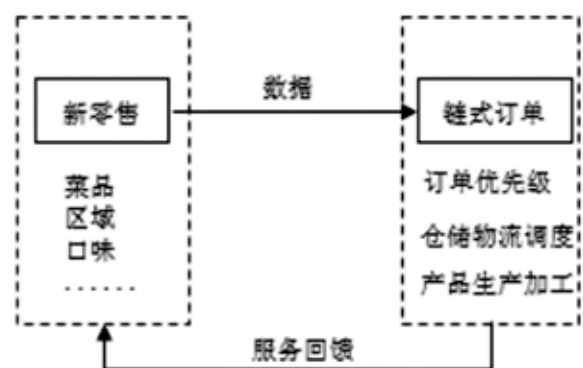 新零售
菜品
区域
口味
......
数据
链式订单
订单优先级
仓储物流调度
产品生产加工
服务回馈